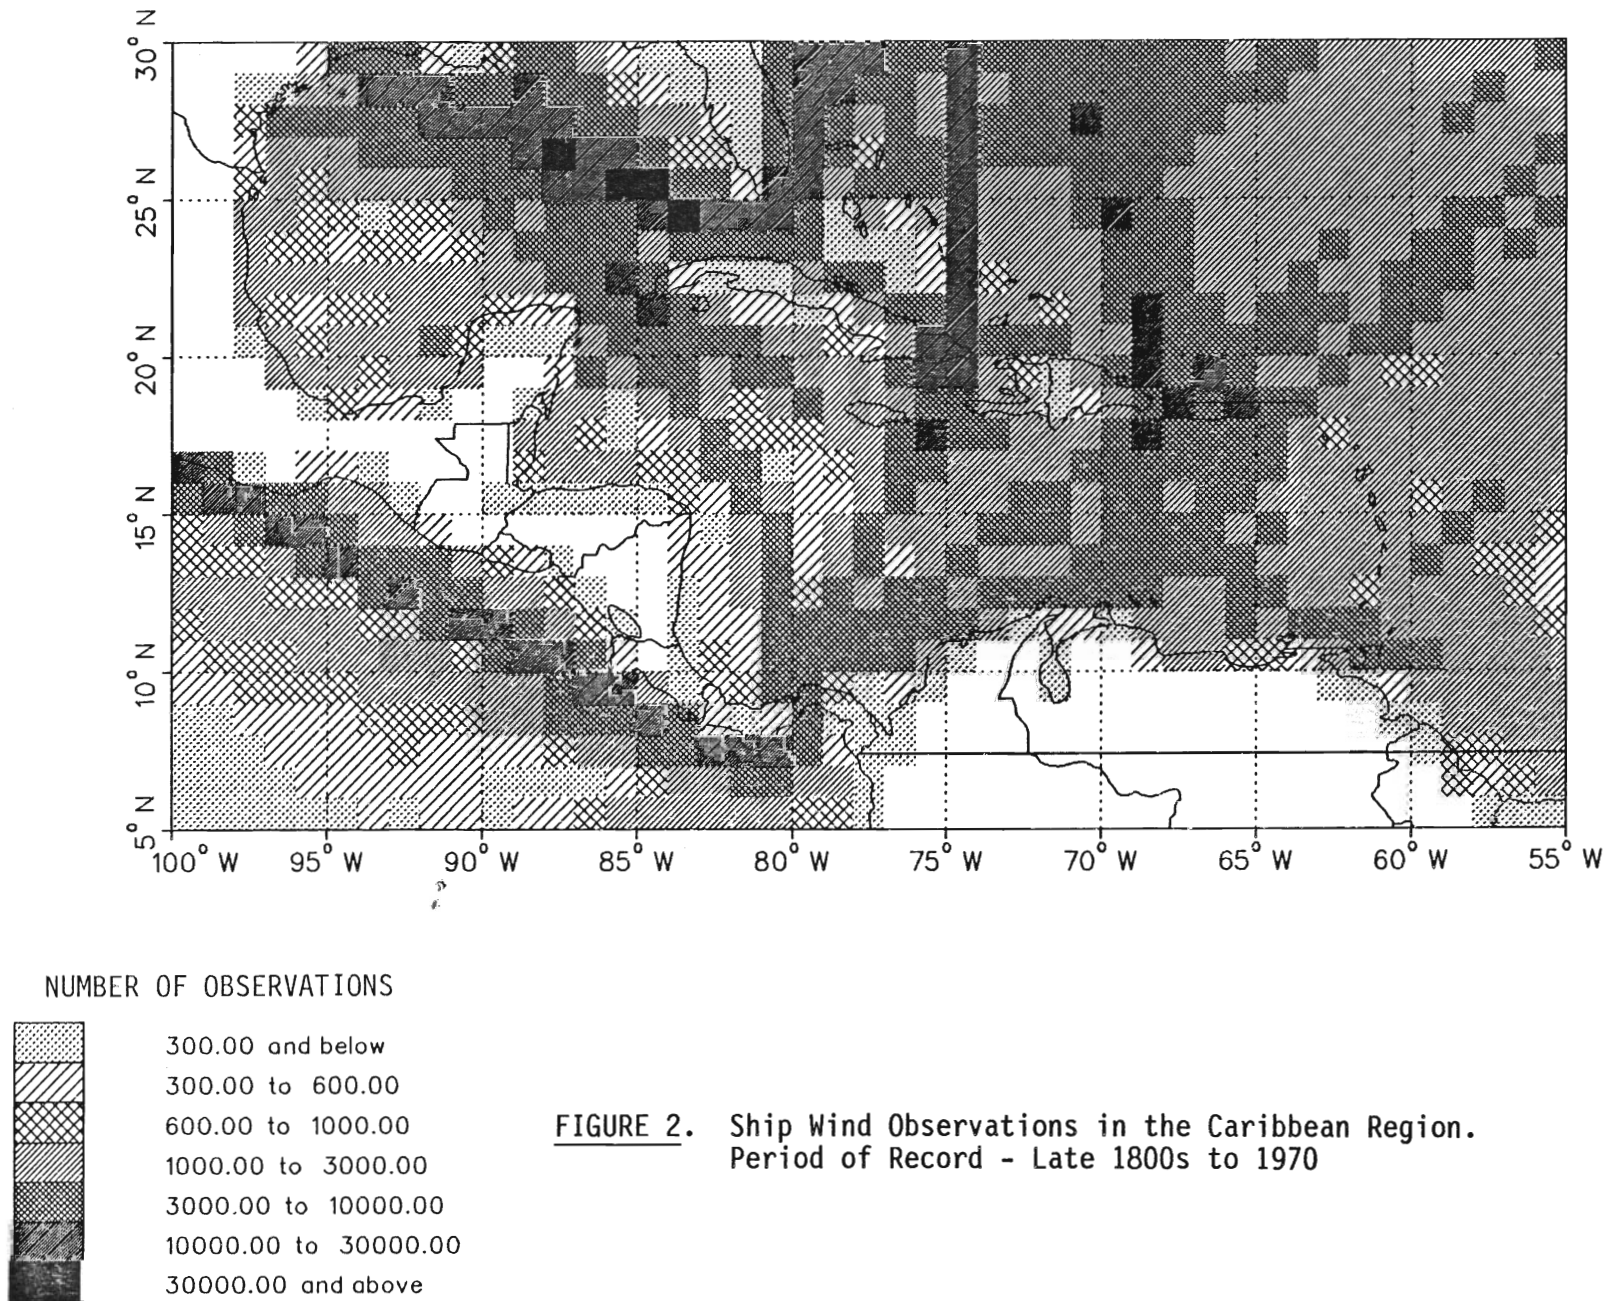 30° N
25° N
20° N
15° N
10° N
5° N
100° W 95° W 90° W 85° W 80° W 75° W 70° W 65° W 60° W 55° W
NUMBER OF OBSERVATIONS
300.00 and below
300.00 to 600.00
600.00 to 1000.00
1000.00 to 3000.00
3000.00 to 10000.00
10000.00 to 30000.00
30000.00 and above
FIGURE 2. Ship Wind Observations in the Caribbean Region.
Period of Record - Late 1800s to 1970